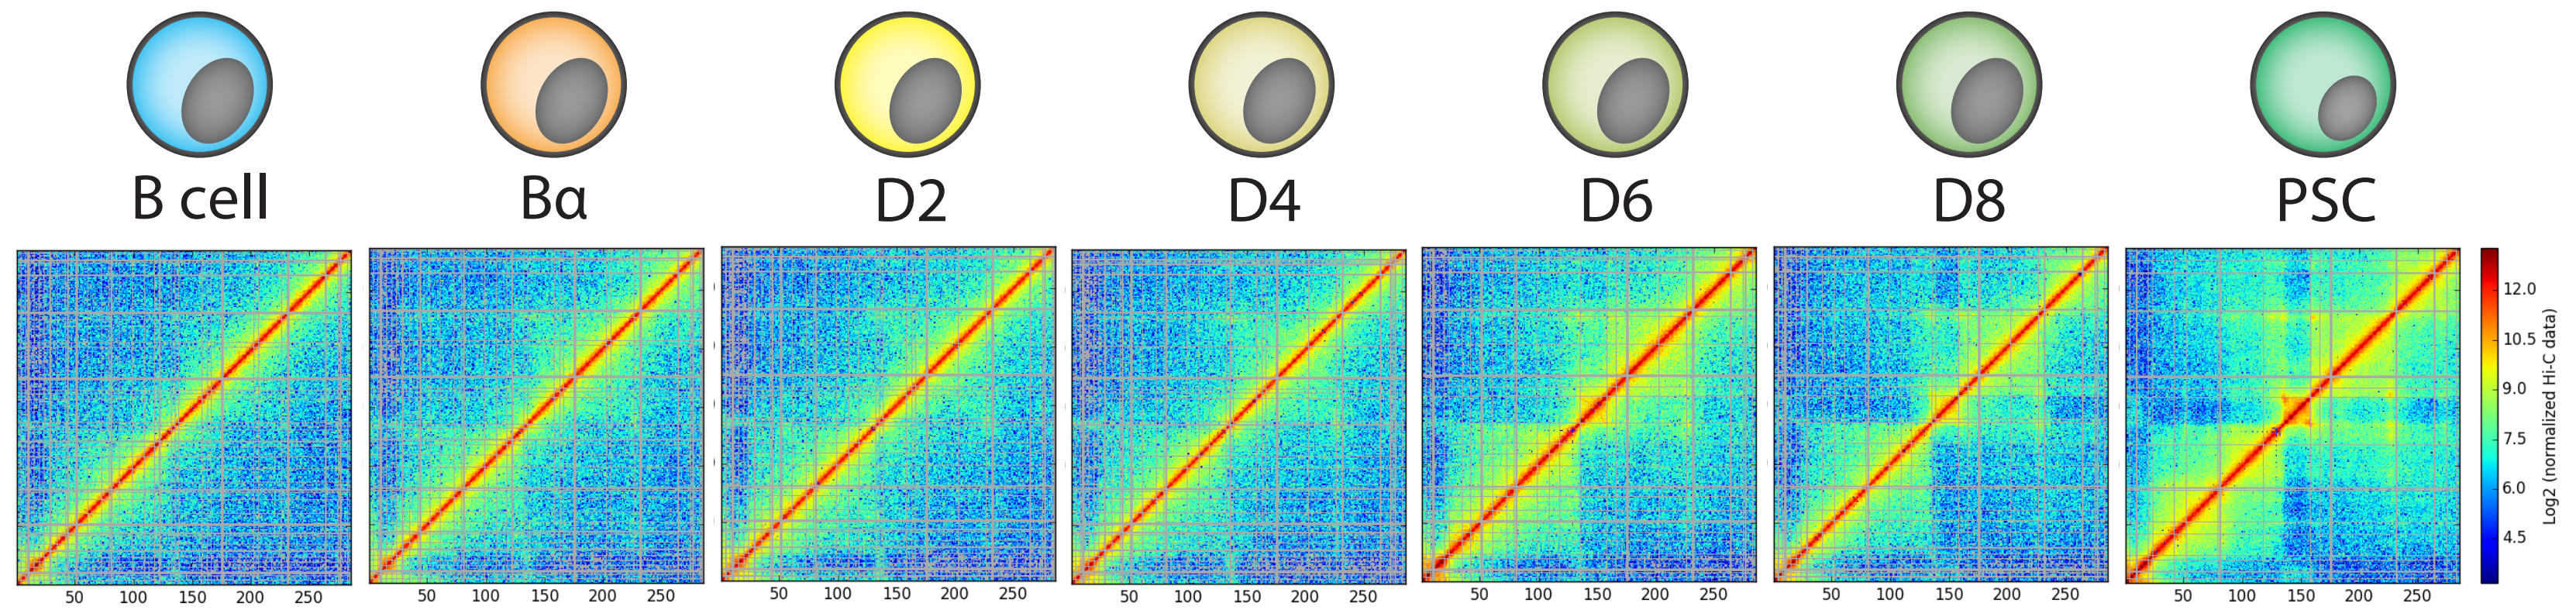 B cell
Bα
D2
D4
D6
D8
PSC
12.0
10.5
9.0
7.5
6.0
4.5
Log2 (normalized Hi-C data)
50 100 150 200 250
50 100 150 200 250
50 100 150 200 250
50 100 150 200 250
50 100 150 200 250
50 100 150 200 250
50 100 150 200 250